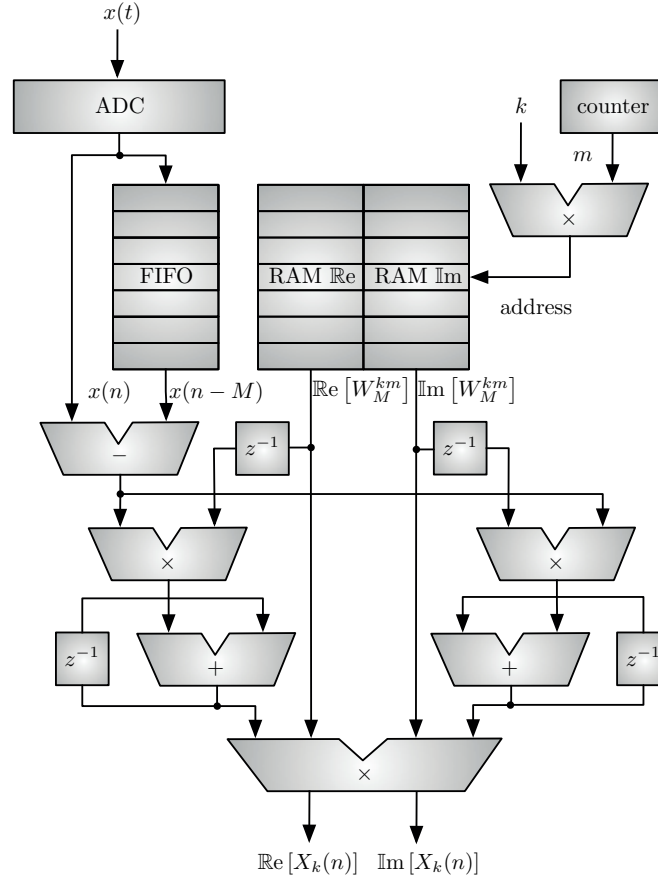 x(t)
ADC
k
counter
m
×
FIFO
RAM ℝe
RAM 𝕀m
address
x(n)
x(n − M)
ℝe [W_M^{km}]
𝕀m [W_M^{km}]
−
z⁻¹
z⁻¹
×
×
z⁻¹
+
+
z⁻¹
×
ℝe [X_k(n)]
𝕀m [X_k(n)]